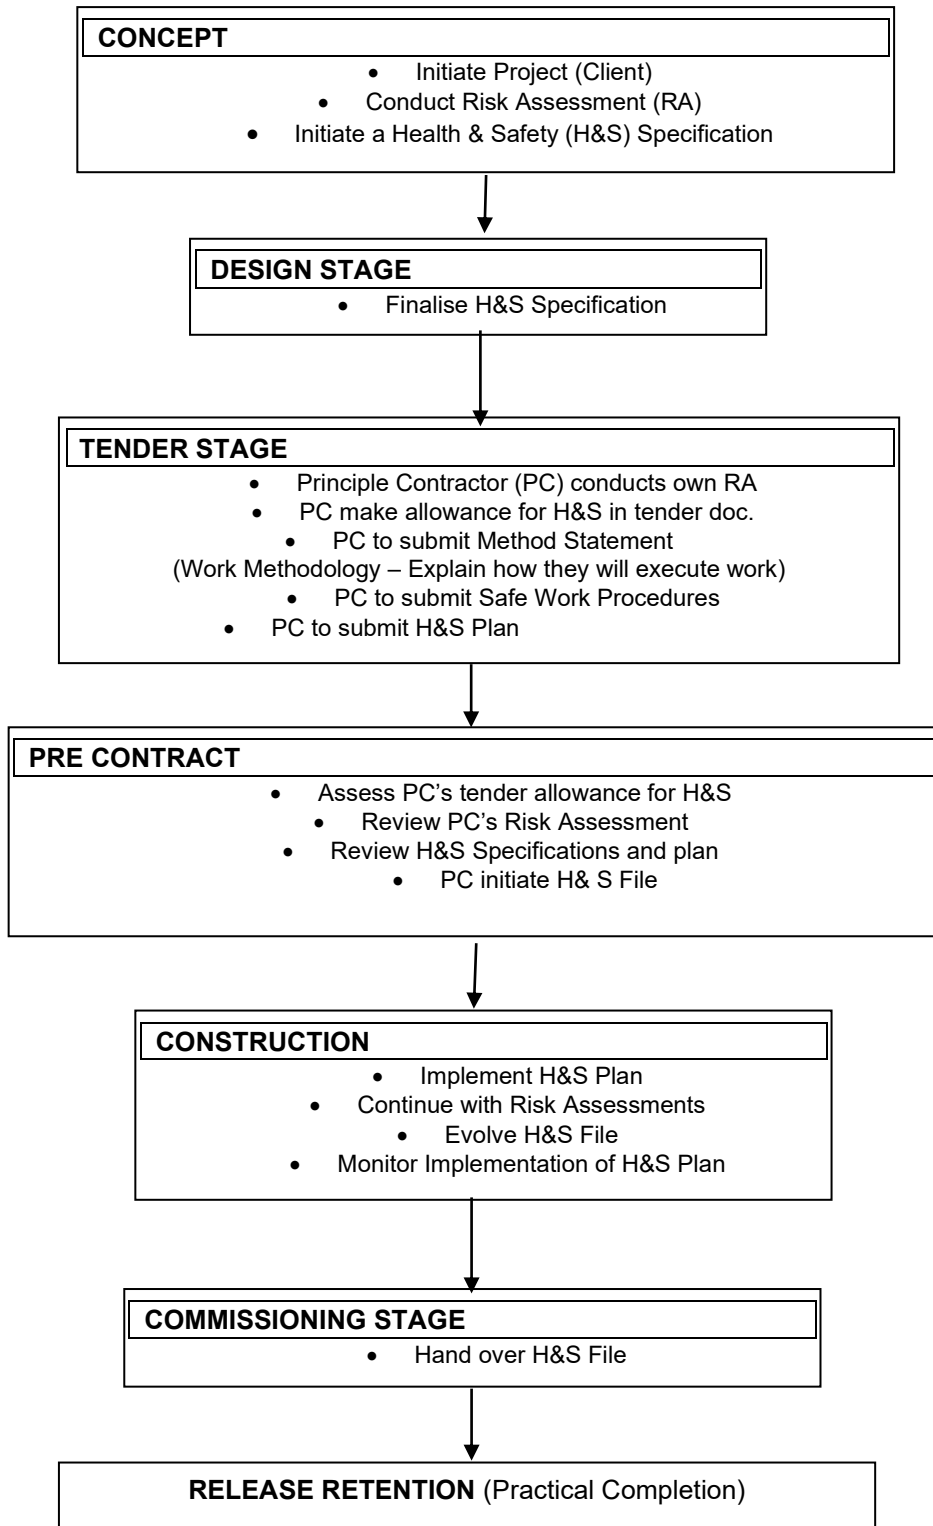 CONCEPT
• Initiate Project (Client)
• Conduct Risk Assessment (RA)
• Initiate a Health & Safety (H&S) Specification
DESIGN STAGE
• Finalise H&S Specification
TENDER STAGE
• Principle Contractor (PC) conducts own RA
• PC make allowance for H&S in tender doc.
• PC to submit Method Statement
(Work Methodology – Explain how they will execute work)
• PC to submit Safe Work Procedures
• PC to submit H&S Plan
PRE CONTRACT
• Assess PC’s tender allowance for H&S
• Review PC’s Risk Assessment
• Review H&S Specifications and plan
• PC initiate H& S File
CONSTRUCTION
• Implement H&S Plan
• Continue with Risk Assessments
• Evolve H&S File
• Monitor Implementation of H&S Plan
COMMISSIONING STAGE
• Hand over H&S File
RELEASE RETENTION (Practical Completion)